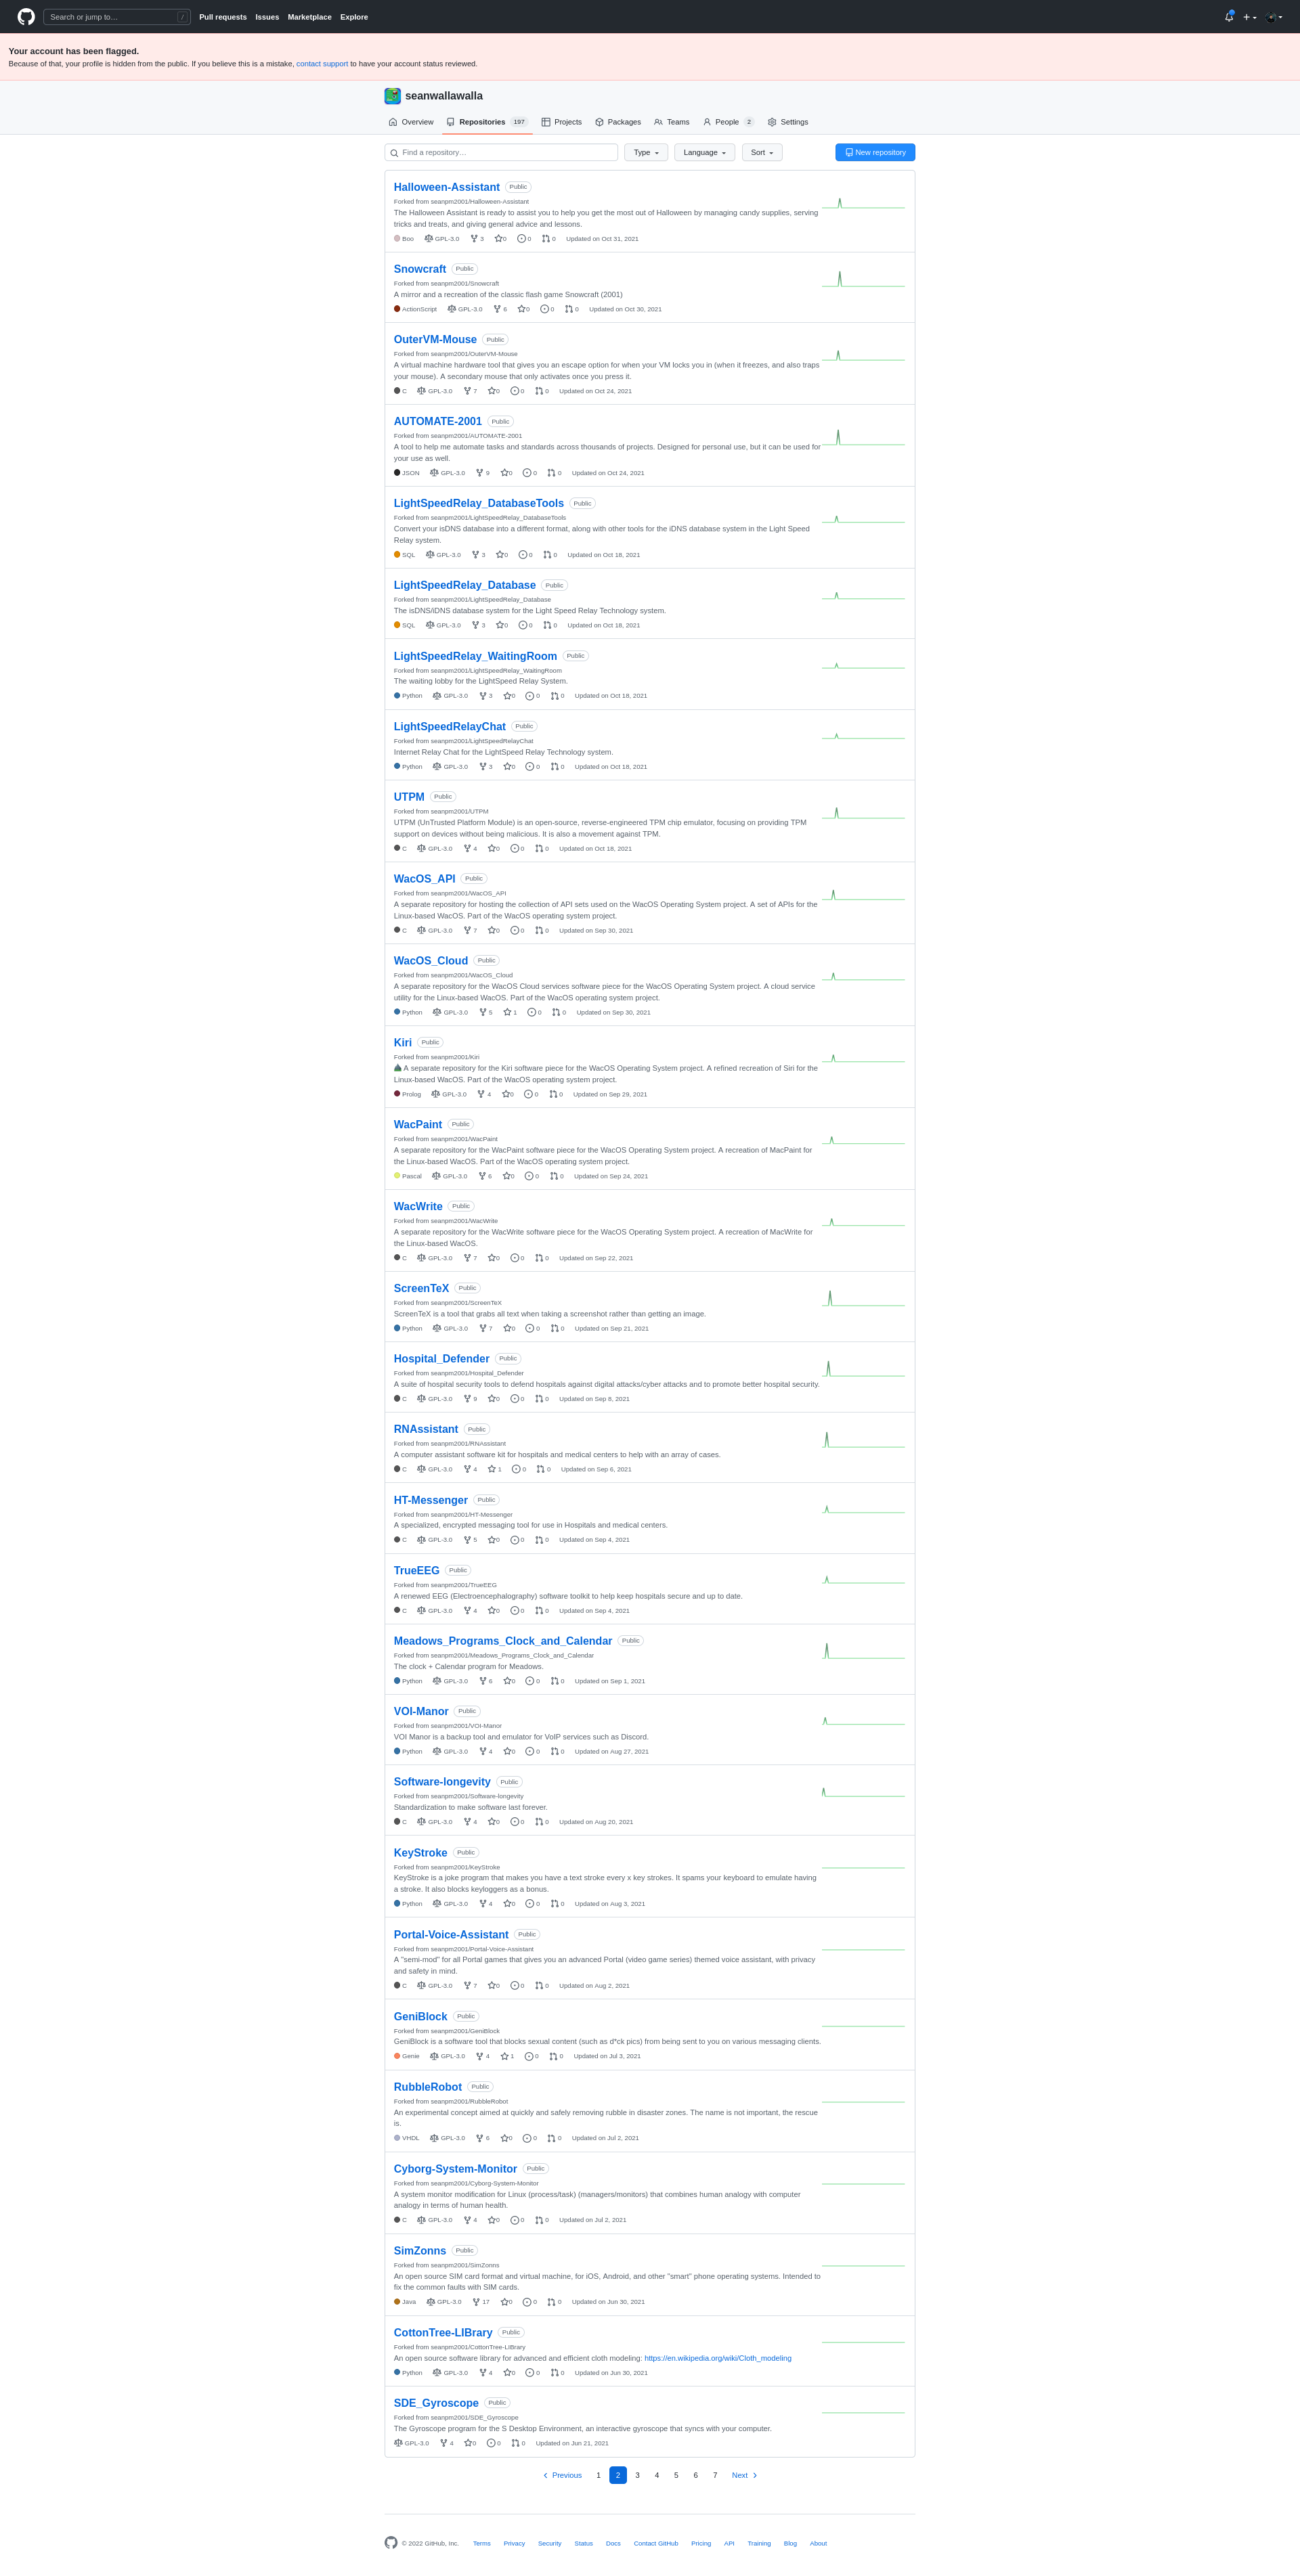 Search or jump to… /
Pull requests Issues Marketplace Explore
Your account has been flagged.
Because of that, your profile is hidden from the public. If you believe this is a mistake, contact support to have your account status reviewed.
seanwallawalla
Overview Repositories 197 Projects Packages Teams People 2 Settings
Find a repository… Type Language Sort New repository
Halloween-Assistant Public
Forked from seanpm2001/Halloween-Assistant
The Halloween Assistant is ready to assist you to help you get the most out of Halloween by managing candy supplies, serving
tricks and treats, and giving general advice and lessons.
Boo GPL-3.0 3 0 0 0 Updated on Oct 31, 2021
Snowcraft Public
Forked from seanpm2001/Snowcraft
A mirror and a recreation of the classic flash game Snowcraft (2001)
ActionScript GPL-3.0 6 0 0 0 Updated on Oct 30, 2021
OuterVM-Mouse Public
Forked from seanpm2001/OuterVM-Mouse
A virtual machine hardware tool that gives you an escape option for when your VM locks you in (when it freezes, and also traps
your mouse). A secondary mouse that only activates once you press it.
C GPL-3.0 7 0 0 0 Updated on Oct 24, 2021
AUTOMATE-2001 Public
Forked from seanpm2001/AUTOMATE-2001
A tool to help me automate tasks and standards across thousands of projects. Designed for personal use, but it can be used for
your use as well.
JSON GPL-3.0 9 0 0 0 Updated on Oct 24, 2021
LightSpeedRelay_DatabaseTools Public
Forked from seanpm2001/LightSpeedRelay_DatabaseTools
Convert your isDNS database into a different format, along with other tools for the iDNS database system in the Light Speed
Relay system.
SQL GPL-3.0 3 0 0 0 Updated on Oct 18, 2021
LightSpeedRelay_Database Public
Forked from seanpm2001/LightSpeedRelay_Database
The isDNS/iDNS database system for the Light Speed Relay Technology system.
SQL GPL-3.0 3 0 0 0 Updated on Oct 18, 2021
LightSpeedRelay_WaitingRoom Public
Forked from seanpm2001/LightSpeedRelay_WaitingRoom
The waiting lobby for the LightSpeed Relay System.
Python GPL-3.0 3 0 0 0 Updated on Oct 18, 2021
LightSpeedRelayChat Public
Forked from seanpm2001/LightSpeedRelayChat
Internet Relay Chat for the LightSpeed Relay Technology system.
Python GPL-3.0 3 0 0 0 Updated on Oct 18, 2021
UTPM Public
Forked from seanpm2001/UTPM
UTPM (UnTrusted Platform Module) is an open-source, reverse-engineered TPM chip emulator, focusing on providing TPM
support on devices without being malicious. It is also a movement against TPM.
C GPL-3.0 4 0 0 0 Updated on Oct 18, 2021
WacOS_API Public
Forked from seanpm2001/WacOS_API
A separate repository for hosting the collection of API sets used on the WacOS Operating System project. A set of APIs for the
Linux-based WacOS. Part of the WacOS operating system project.
C GPL-3.0 7 0 0 0 Updated on Sep 30, 2021
WacOS_Cloud Public
Forked from seanpm2001/WacOS_Cloud
A separate repository for the WacOS Cloud services software piece for the WacOS Operating System project. A cloud service
utility for the Linux-based WacOS. Part of the WacOS operating system project.
Python GPL-3.0 5 1 0 0 Updated on Sep 30, 2021
Kiri Public
Forked from seanpm2001/Kiri
A separate repository for the Kiri software piece for the WacOS Operating System project. A refined recreation of Siri for the
Linux-based WacOS. Part of the WacOS operating system project.
Prolog GPL-3.0 4 0 0 0 Updated on Sep 29, 2021
WacPaint Public
Forked from seanpm2001/WacPaint
A separate repository for the WacPaint software piece for the WacOS Operating System project. A recreation of MacPaint for
the Linux-based WacOS. Part of the WacOS operating system project.
Pascal GPL-3.0 6 0 0 0 Updated on Sep 24, 2021
WacWrite Public
Forked from seanpm2001/WacWrite
A separate repository for the WacWrite software piece for the WacOS Operating System project. A recreation of MacWrite for
the Linux-based WacOS.
C GPL-3.0 7 0 0 0 Updated on Sep 22, 2021
ScreenTeX Public
Forked from seanpm2001/ScreenTeX
ScreenTeX is a tool that grabs all text when taking a screenshot rather than getting an image.
Python GPL-3.0 7 0 0 0 Updated on Sep 21, 2021
Hospital_Defender Public
Forked from seanpm2001/Hospital_Defender
A suite of hospital security tools to defend hospitals against digital attacks/cyber attacks and to promote better hospital security.
C GPL-3.0 9 0 0 0 Updated on Sep 8, 2021
RNAssistant Public
Forked from seanpm2001/RNAssistant
A computer assistant software kit for hospitals and medical centers to help with an array of cases.
C GPL-3.0 4 1 0 0 Updated on Sep 6, 2021
HT-Messenger Public
Forked from seanpm2001/HT-Messenger
A specialized, encrypted messaging tool for use in Hospitals and medical centers.
C GPL-3.0 5 0 0 0 Updated on Sep 4, 2021
TrueEEG Public
Forked from seanpm2001/TrueEEG
A renewed EEG (Electroencephalography) software toolkit to help keep hospitals secure and up to date.
C GPL-3.0 4 0 0 0 Updated on Sep 4, 2021
Meadows_Programs_Clock_and_Calendar Public
Forked from seanpm2001/Meadows_Programs_Clock_and_Calendar
The clock + Calendar program for Meadows.
Python GPL-3.0 6 0 0 0 Updated on Sep 1, 2021
VOI-Manor Public
Forked from seanpm2001/VOI-Manor
VOI Manor is a backup tool and emulator for VoIP services such as Discord.
Python GPL-3.0 4 0 0 0 Updated on Aug 27, 2021
Software-longevity Public
Forked from seanpm2001/Software-longevity
Standardization to make software last forever.
C GPL-3.0 4 0 0 0 Updated on Aug 20, 2021
KeyStroke Public
Forked from seanpm2001/KeyStroke
KeyStroke is a joke program that makes you have a text stroke every x key strokes. It spams your keyboard to emulate having
a stroke. It also blocks keyloggers as a bonus.
Python GPL-3.0 4 0 0 0 Updated on Aug 3, 2021
Portal-Voice-Assistant Public
Forked from seanpm2001/Portal-Voice-Assistant
A "semi-mod" for all Portal games that gives you an advanced Portal (video game series) themed voice assistant, with privacy
and safety in mind.
C GPL-3.0 7 0 0 0 Updated on Aug 2, 2021
GeniBlock Public
Forked from seanpm2001/GeniBlock
GeniBlock is a software tool that blocks sexual content (such as d*ck pics) from being sent to you on various messaging clients.
Genie GPL-3.0 4 1 0 0 Updated on Jul 3, 2021
RubbleRobot Public
Forked from seanpm2001/RubbleRobot
An experimental concept aimed at quickly and safely removing rubble in disaster zones. The name is not important, the rescue
is.
VHDL GPL-3.0 6 0 0 0 Updated on Jul 2, 2021
Cyborg-System-Monitor Public
Forked from seanpm2001/Cyborg-System-Monitor
A system monitor modification for Linux (process/task) (managers/monitors) that combines human analogy with computer
analogy in terms of human health.
C GPL-3.0 4 0 0 0 Updated on Jul 2, 2021
SimZonns Public
Forked from seanpm2001/SimZonns
An open source SIM card format and virtual machine, for iOS, Android, and other "smart" phone operating systems. Intended to
fix the common faults with SIM cards.
Java GPL-3.0 17 0 0 0 Updated on Jun 30, 2021
CottonTree-LIBrary Public
Forked from seanpm2001/CottonTree-LIBrary
An open source software library for advanced and efficient cloth modeling: https://en.wikipedia.org/wiki/Cloth_modeling
Python GPL-3.0 4 0 0 0 Updated on Jun 30, 2021
SDE_Gyroscope Public
Forked from seanpm2001/SDE_Gyroscope
The Gyroscope program for the S Desktop Environment, an interactive gyroscope that syncs with your computer.
GPL-3.0 4 0 0 0 Updated on Jun 21, 2021
Previous 1 2 3 4 5 6 7 Next
© 2022 GitHub, Inc. Terms Privacy Security Status Docs Contact GitHub Pricing API Training Blog About